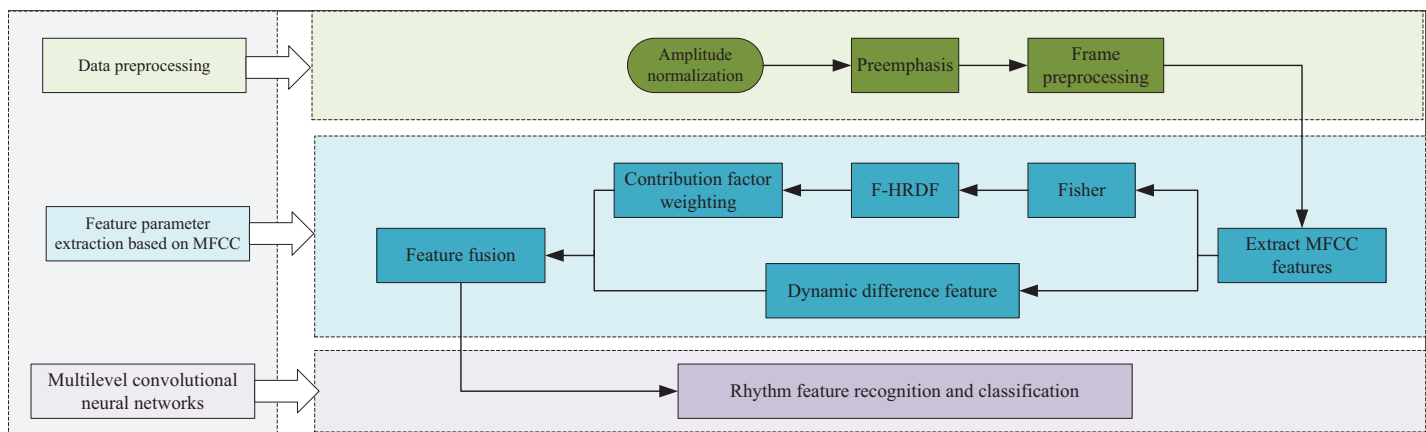 Data preprocessing
Amplitude
normalization
Preemphasis
Frame
preprocessing
Feature parameter
extraction based on MFCC
Contribution factor
weighting
F-HRDF
Fisher
Feature fusion
Extract MFCC
features
Dynamic difference feature
Multilevel convolutional
neural networks
Rhythm feature recognition and classification